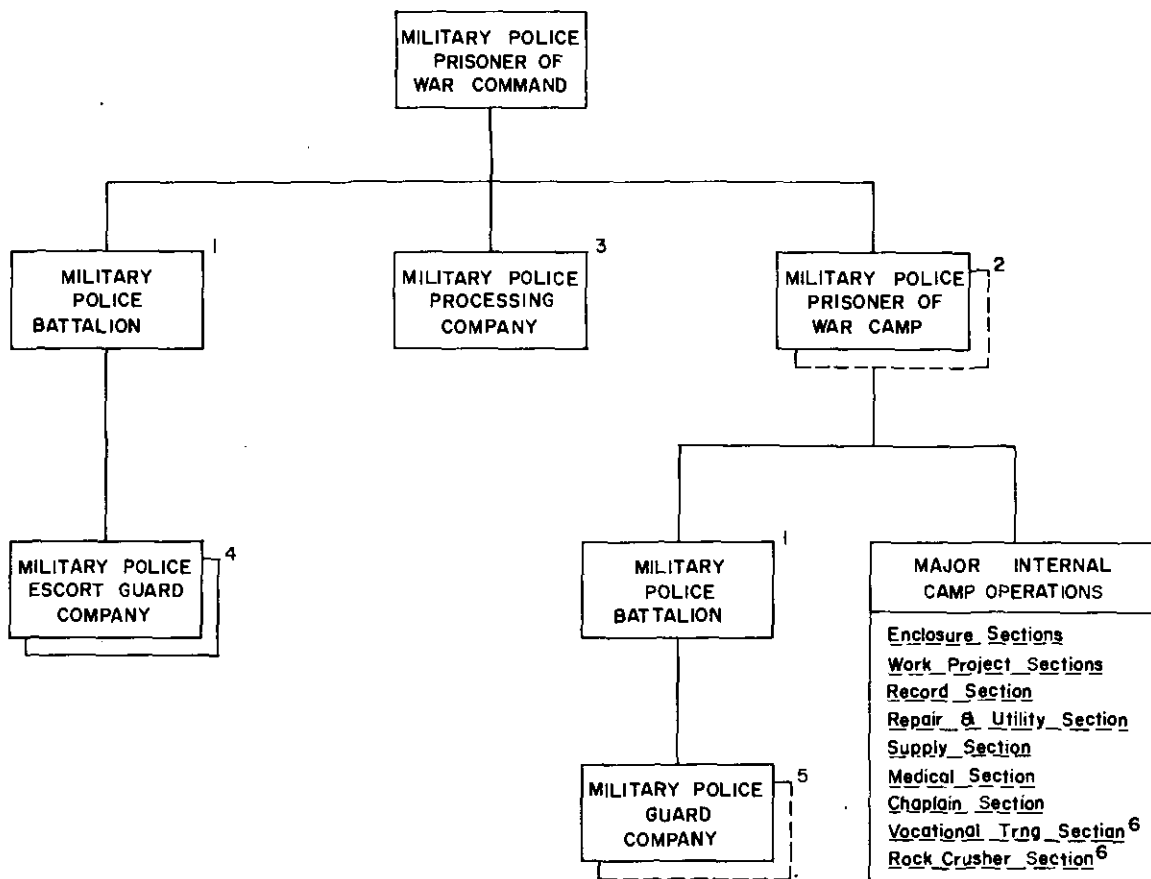 MILITARY POLICE
PRISONER OF
WAR COMMAND
1
MILITARY
POLICE
BATTALION
3
MILITARY POLICE
PROCESSING
COMPANY
2
MILITARY POLICE
PRISONER OF
WAR CAMP
4
MILITARY POLICE
ESCORT GUARD
COMPANY
1
MILITARY
POLICE
BATTALION
MAJOR INTERNAL
CAMP OPERATIONS
Enclosure Sections
Work Project Sections
Record Section
Repair & Utility Section
Supply Section
Medical Section
Chaplain Section
Vocational Trng Section 6
Rock Crusher Section 6
5
MILITARY POLICE
GUARD
COMPANY